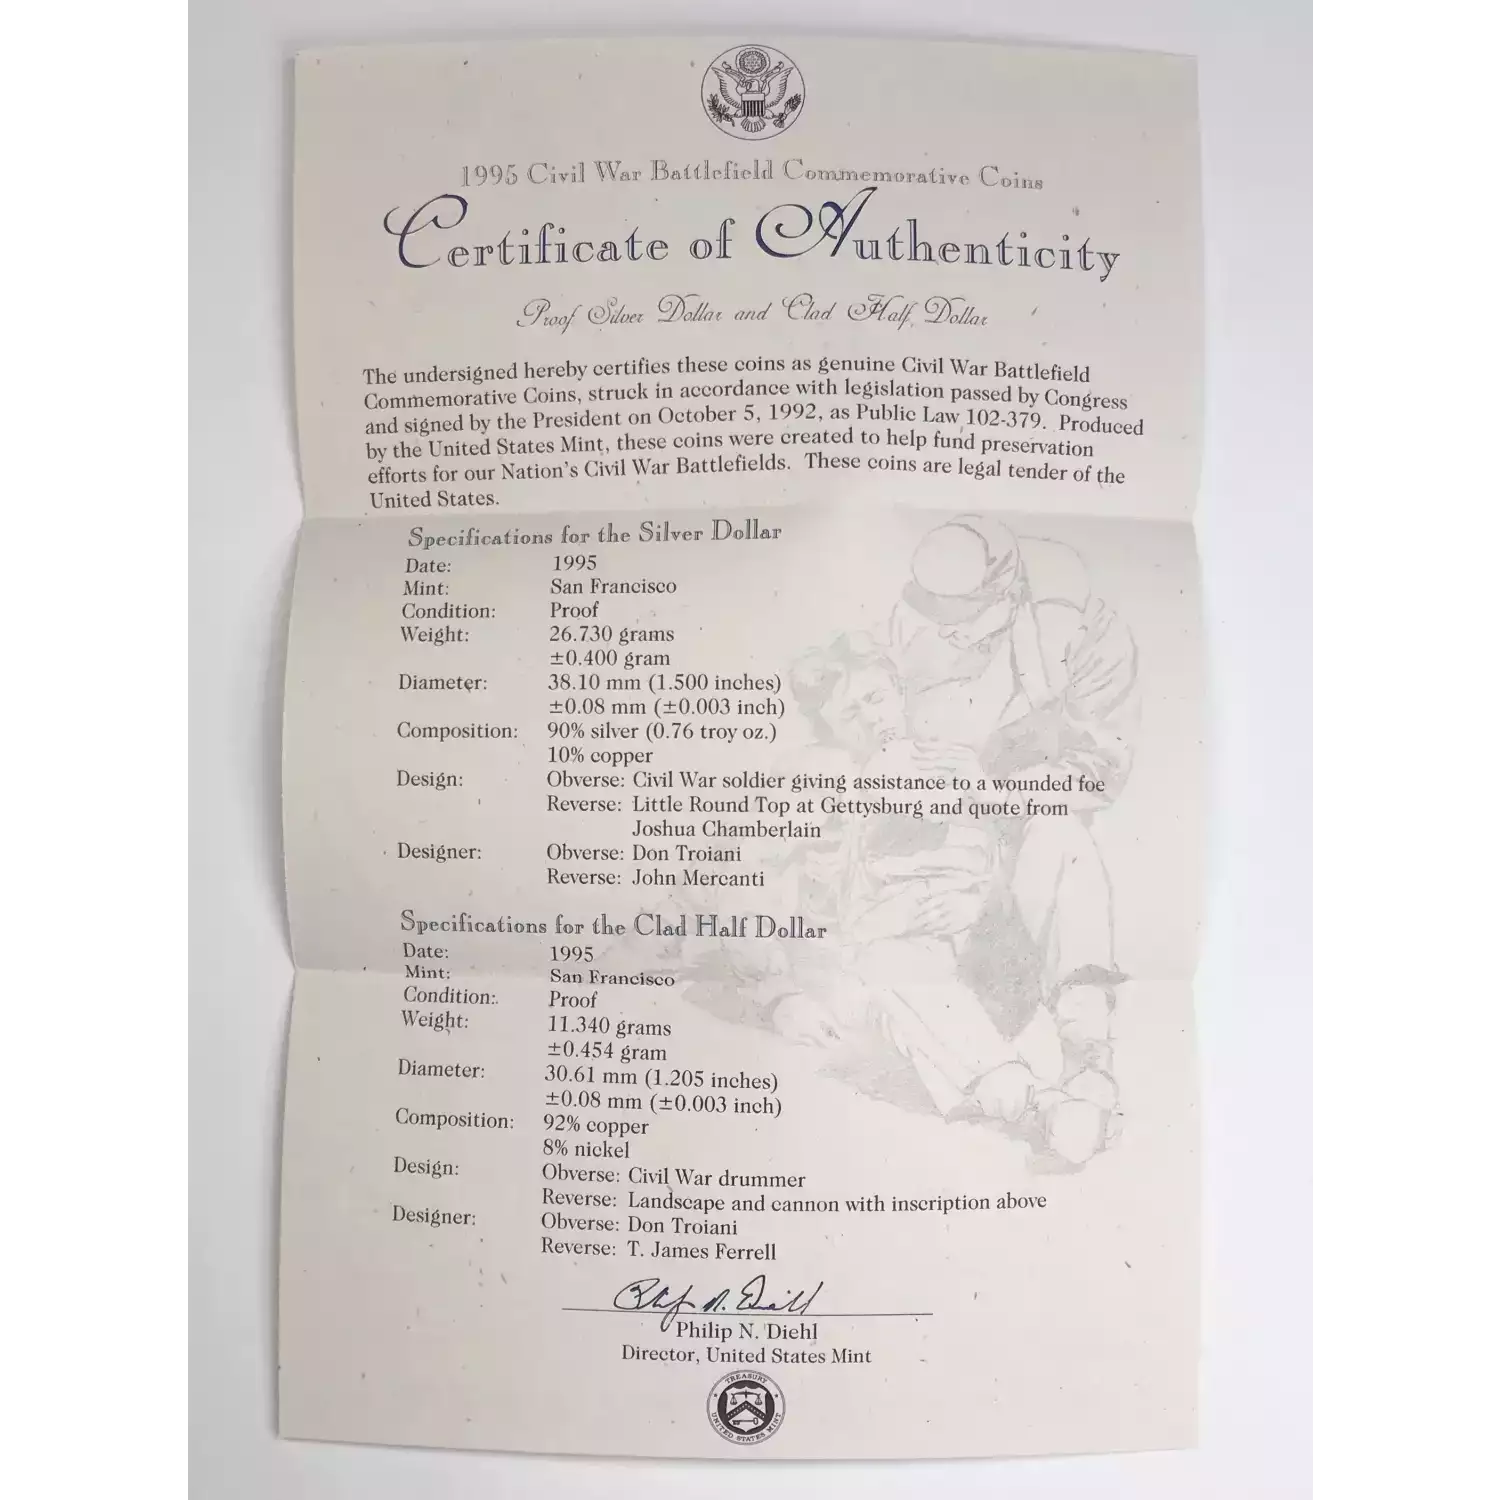 1995 Civil War Battlefield Commemorative Coins
Certificate of Authenticity
Proof Silver Dollar and Clad Half Dollar
The undersigned hereby certifies these coins as genuine Civil War Battlefield
Commemorative Coins, struck in accordance with legislation passed by Congress
and signed by the President on October 5, 1992, as Public Law 102-379. Produced
by the United States Mint, these coins were created to help fund preservation
efforts for our Nation's Civil War Battlefields. These coins are legal tender of the
United States.
Specifications for the Silver Dollar
Date: 1995
Mint: San Francisco
Condition: Proof
Weight: 26.730 grams
±0.400 gram
Diameter: 38.10 mm (1.500 inches)
±0.08 mm (±0.003 inch)
Composition: 90% silver (0.76 troy oz.)
10% copper
Design: Obverse: Civil War soldier giving assistance to a wounded foe
Reverse: Little Round Top at Gettysburg and quote from
Joshua Chamberlain
Designer: Obverse: Don Troiani
Reverse: John Mercanti
Specifications for the Clad Half Dollar
Date: 1995
Mint: San Francisco
Condition: Proof
Weight: 11.340 grams
±0.454 gram
Diameter: 30.61 mm (1.205 inches)
±0.08 mm (±0.003 inch)
Composition: 92% copper
8% nickel
Design: Obverse: Civil War drummer
Reverse: Landscape and cannon with inscription above
Designer: Obverse: Don Troiani
Reverse: T. James Ferrell
Philip N. Diehl
Philip N. Diehl
Director, United States Mint
TREASURY
UNITED STATES MINT